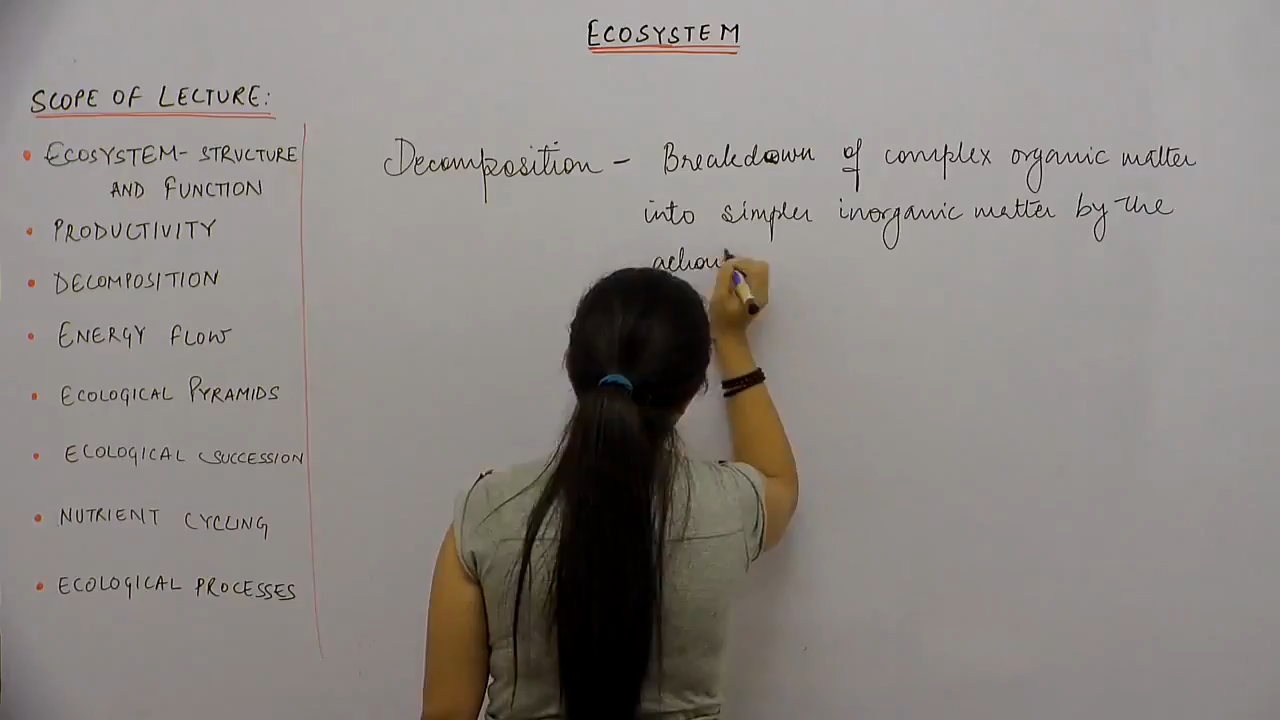 ECOSYSTEM
SCOPE OF LECTURE:
• ECOSYSTEM- STRUCTURE
AND FUNCTION
• PRODUCTIVITY
• DECOMPOSITION
• ENERGY FLOW
• ECOLOGICAL PYRAMIDS
• ECOLOGICAL SUCCESSION
• NUTRIENT CYCLING
• ECOLOGICAL PROCESSES
Decomposition - Breakdown of complex organic matter
into simpler inorganic matter by the